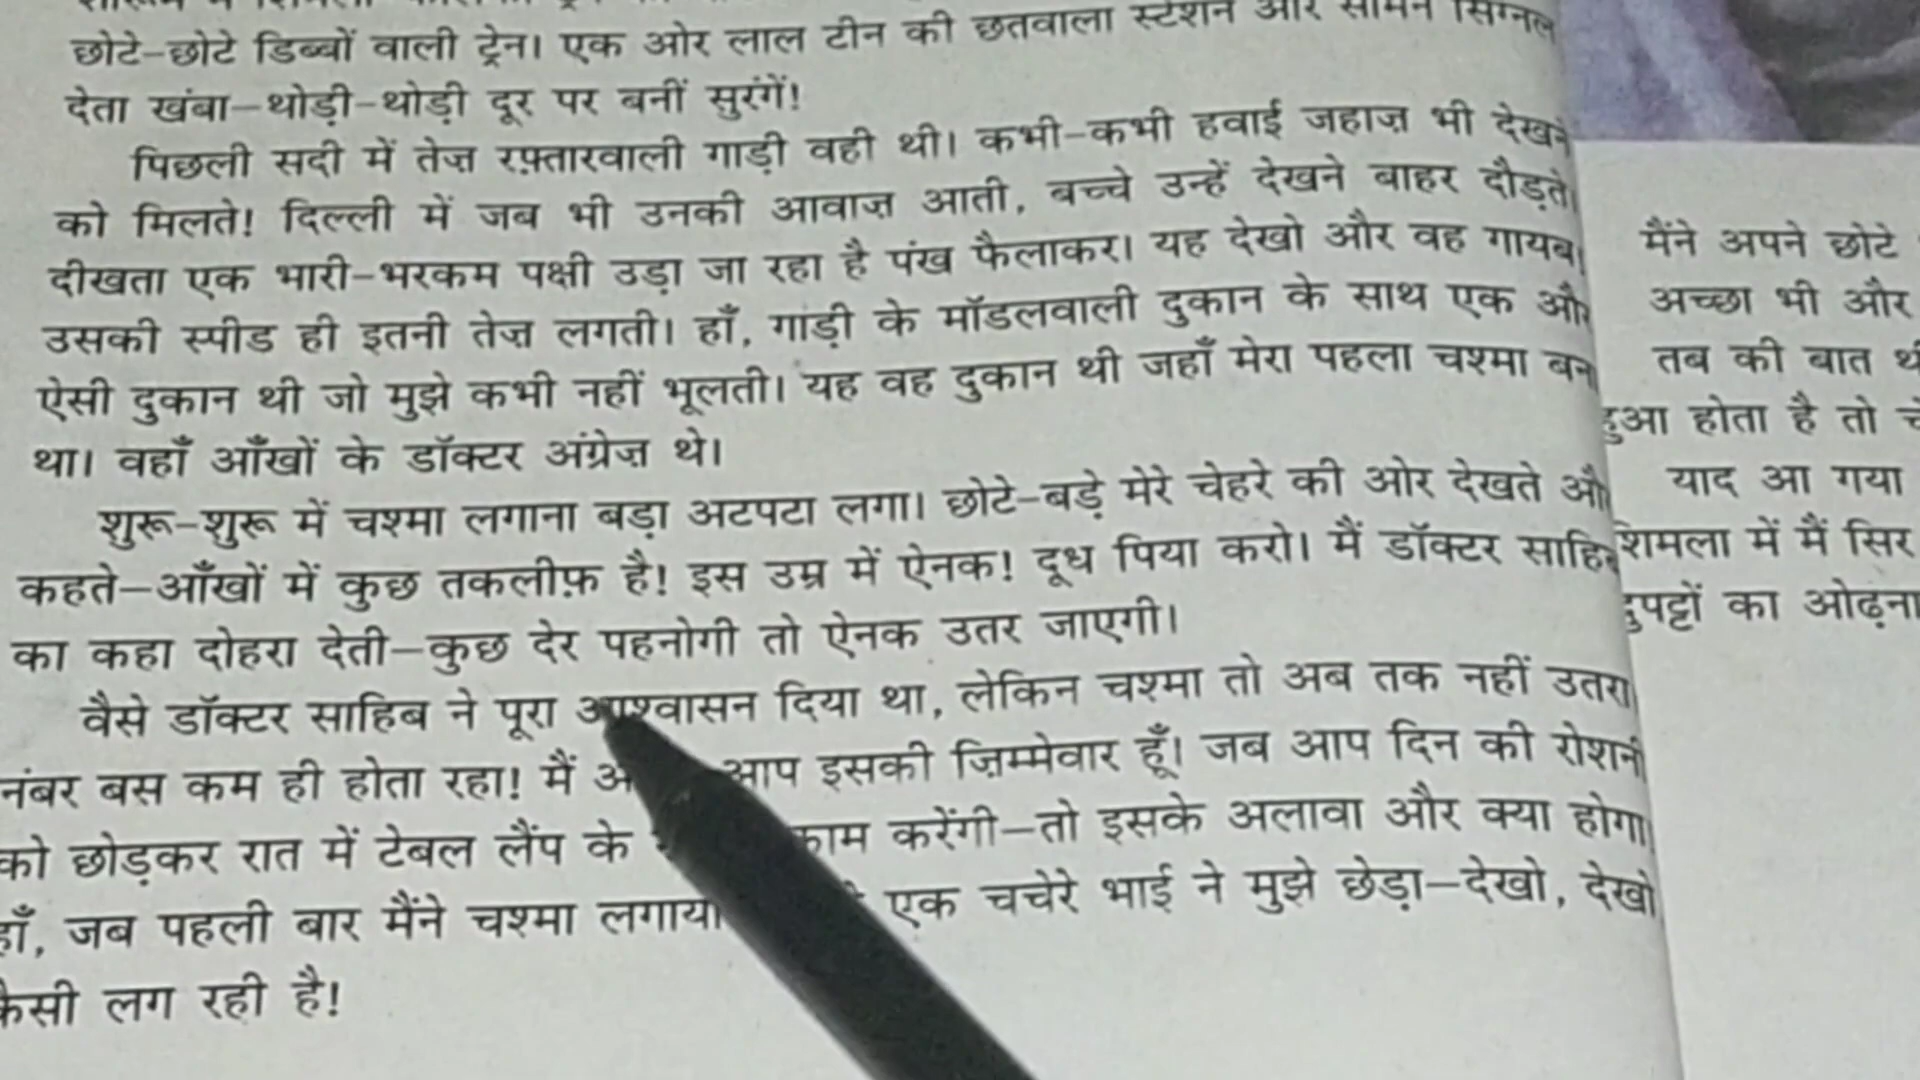 छोटे-छोटे डिब्बों वाली ट्रेन। एक ओर लाल टीन की छतवाला स्टेशन और सामने सिग्नल
देता खंबा—थोड़ी-थोड़ी दूर पर बनीं सुरंगें!
पिछली सदी में तेज़ रफ़्तारवाली गाड़ी वही थी। कभी-कभी हवाई जहाज़ भी देखने
को मिलते! दिल्ली में जब भी उनकी आवाज़ आती, बच्चे उन्हें देखने बाहर दौड़ते।
दीखता एक भारी-भरकम पक्षी उड़ा जा रहा है पंख फैलाकर। यह देखो और वह गायब।
उसकी स्पीड ही इतनी तेज़ लगती। हाँ, गाड़ी के मॉडलवाली दुकान के साथ एक और
ऐसी दुकान थी जो मुझे कभी नहीं भूलती। यह वह दुकान थी जहाँ मेरा पहला चश्मा बना
था। वहाँ आँखों के डॉक्टर अंग्रेज़ थे।
शुरू-शुरू में चश्मा लगाना बड़ा अटपटा लगा। छोटे-बड़े मेरे चेहरे की ओर देखते और
कहते—आँखों में कुछ तकलीफ़ है! इस उम्र में ऐनक! दूध पिया करो। मैं डॉक्टर साहिब
का कहा दोहरा देती—कुछ देर पहनोगी तो ऐनक उतर जाएगी।
वैसे डॉक्टर साहिब ने पूरा आश्वासन दिया था, लेकिन चश्मा तो अब तक नहीं उतरा
नंबर बस कम ही होता रहा! मैं आप इसकी ज़िम्मेवार हूँ। जब आप दिन की रोशनी
को छोड़कर रात में टेबल लैंप के काम करेंगी—तो इसके अलावा और क्या होगा
हाँ, जब पहली बार मैंने चश्मा लगाया एक चचेरे भाई ने मुझे छेड़ा—देखो, देखो
कैसी लग रही है!
मैंने अपने छोटे
अच्छा भी और
तब की बात थी
हुआ होता है तो
याद आ गया
शिमला में मैं सिर
दुपट्टों का ओढ़ना